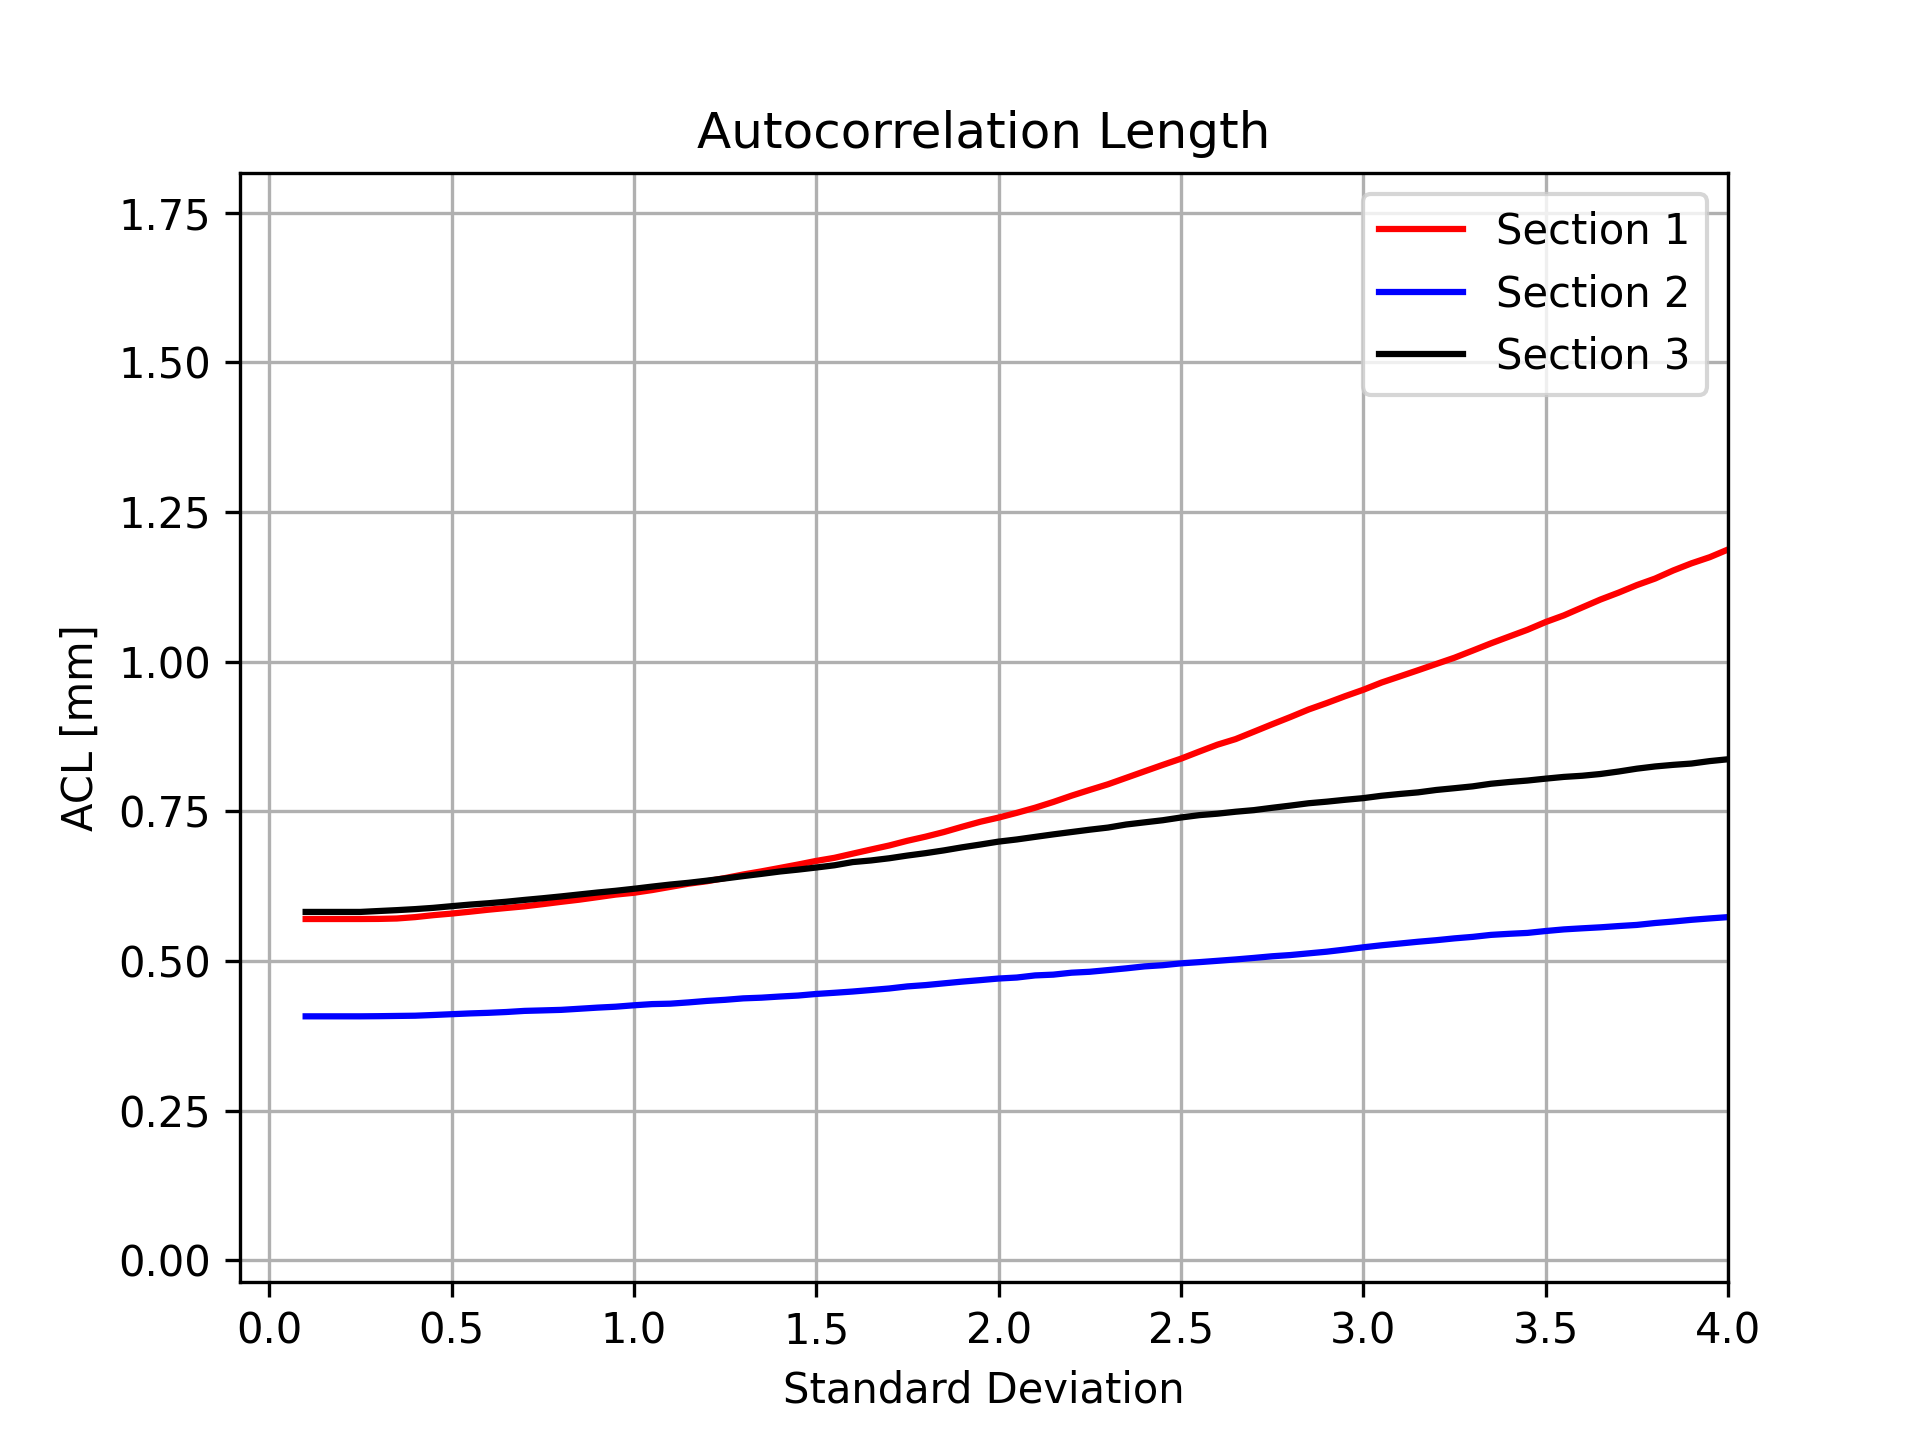 Autocorrelation Length
1.75
1.50
1.25
1.00
0.75
0.50
0.25
0.00
ACL [mm]
Section 1
Section 2
Section 3
0.0 0.5 1.0 1.5 2.0 2.5 3.0 3.5 4.0
Standard Deviation